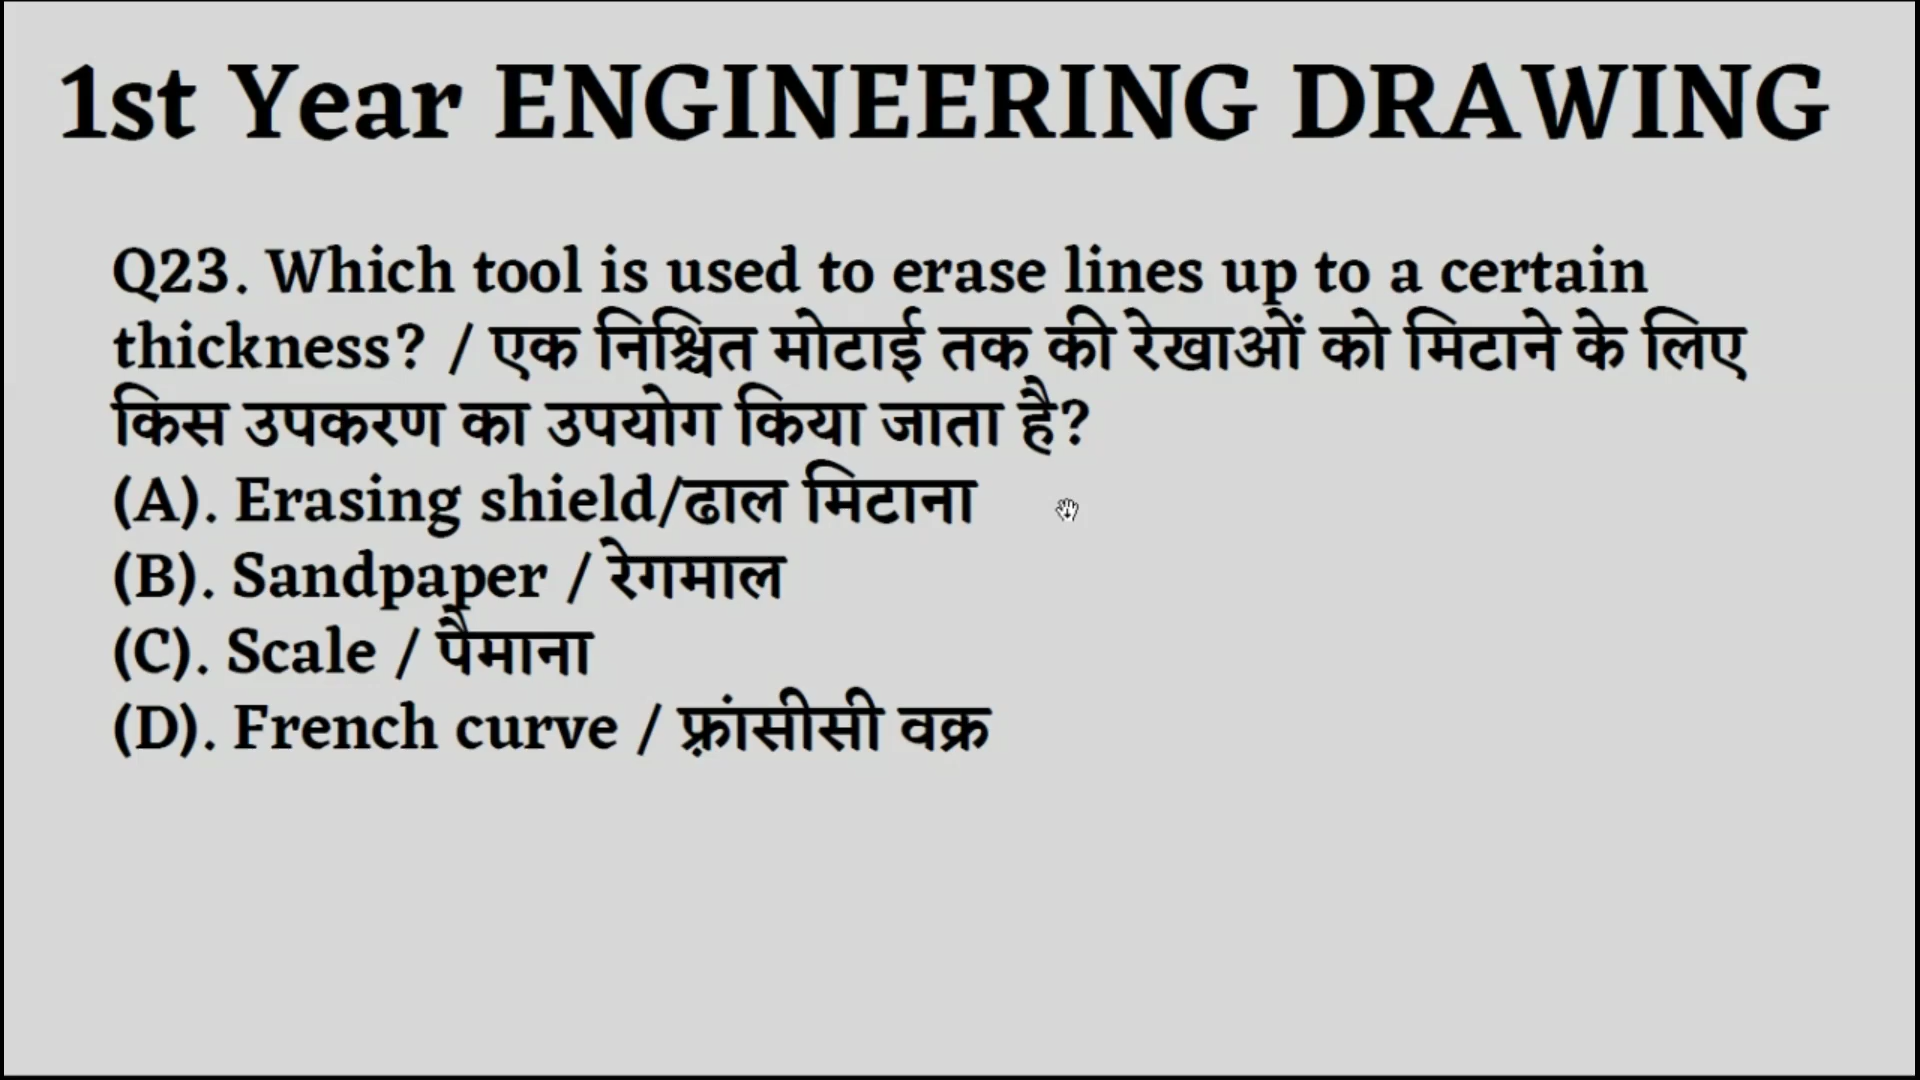 1st Year ENGINEERING DRAWING
Q23. Which tool is used to erase lines up to a certain
thickness? / एक निश्चित मोटाई तक की रेखाओं को मिटाने के लिए
किस उपकरण का उपयोग किया जाता है?
(A). Erasing shield/ढाल मिटाना
(B). Sandpaper / रेगमाल
(C). Scale / पैमाना
(D). French curve / फ़्रांसीसी वक्र